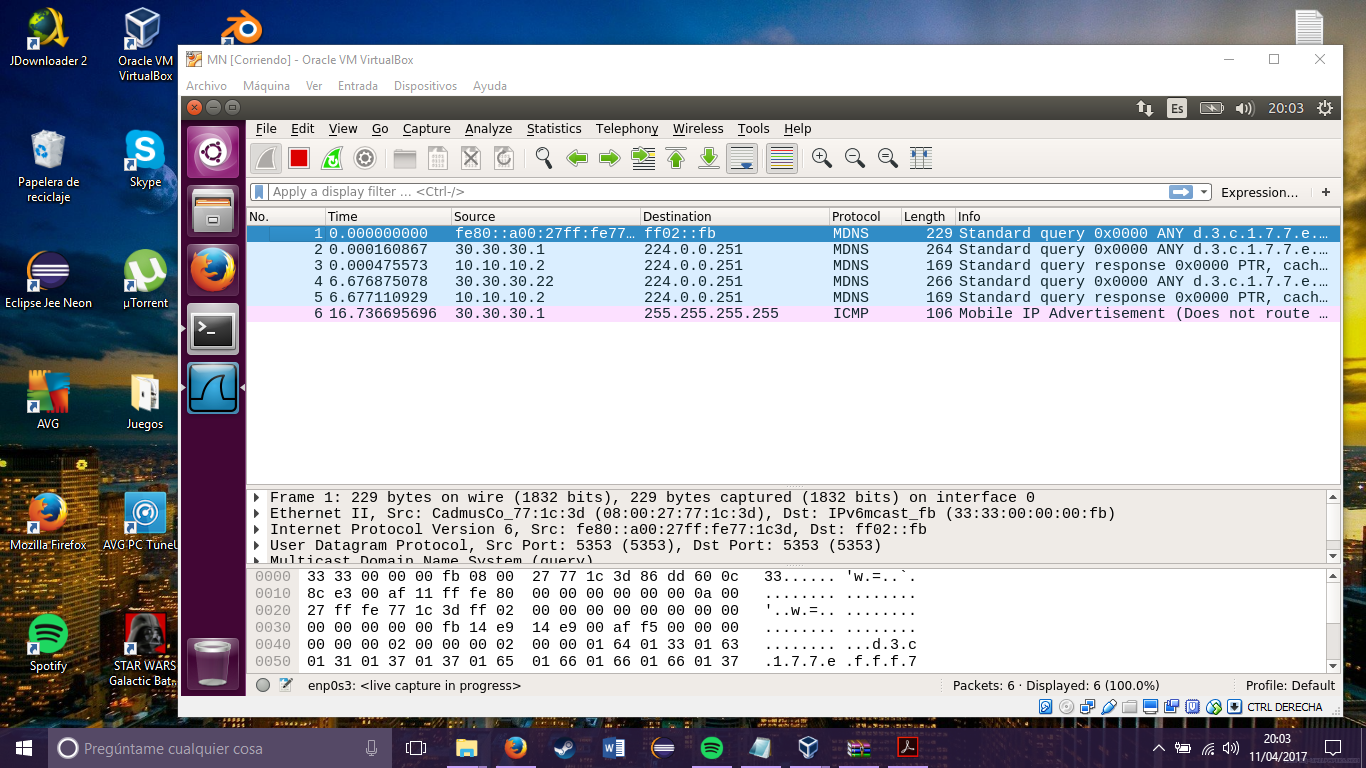 JDownloader 2
Oracle VM
VirtualBox
Papelera de
reciclaje
Skype
Eclipse Jee Neon
µTorrent
AVG
Juegos
Mozilla Firefox
AVG PC TuneU
Spotify
STAR WARS
Galactic Bat...
MN [Corriendo] - Oracle VM VirtualBox
Archivo Máquina Ver Entrada Dispositivos Ayuda
Es 20:03
File Edit View Go Capture Analyze Statistics Telephony Wireless Tools Help
Apply a display filter ... <Ctrl-/> Expression... +
No. Time Source Destination Protocol Length Info
1 0.000000000 fe80::a00:27ff:fe77… ff02::fb MDNS 229 Standard query 0x0000 ANY d.3.c.1.7.7.e.…
2 0.000160867 30.30.30.1 224.0.0.251 MDNS 264 Standard query 0x0000 ANY d.3.c.1.7.7.e.…
3 0.000475573 10.10.10.2 224.0.0.251 MDNS 169 Standard query response 0x0000 PTR, cach…
4 6.676875078 30.30.30.22 224.0.0.251 MDNS 266 Standard query 0x0000 ANY d.3.c.1.7.7.e.…
5 6.677110929 10.10.10.2 224.0.0.251 MDNS 169 Standard query response 0x0000 PTR, cach…
6 16.736695696 30.30.30.1 255.255.255.255 ICMP 106 Mobile IP Advertisement (Does not route …
Frame 1: 229 bytes on wire (1832 bits), 229 bytes captured (1832 bits) on interface 0
Ethernet II, Src: CadmusCo_77:1c:3d (08:00:27:77:1c:3d), Dst: IPv6mcast_fb (33:33:00:00:00:fb)
Internet Protocol Version 6, Src: fe80::a00:27ff:fe77:1c3d, Dst: ff02::fb
User Datagram Protocol, Src Port: 5353 (5353), Dst Port: 5353 (5353)
Multicast Domain Name System (query)
0000 33 33 00 00 00 fb 08 00 27 77 1c 3d 86 dd 60 0c 33...... 'w.=..`.
0010 8c e3 00 af 11 ff fe 80 00 00 00 00 00 00 0a 00 ........ ........
0020 27 ff fe 77 1c 3d ff 02 00 00 00 00 00 00 00 00 '..w.=.. ........
0030 00 00 00 00 00 fb 14 e9 14 e9 00 af f5 00 00 00 ........ ........
0040 00 00 00 02 00 00 00 02 00 00 01 64 01 33 01 63 ........ ...d.3.c
0050 01 31 01 37 01 37 01 65 01 66 01 66 01 66 01 37 .1.7.7.e .f.f.f.7
enp0s3: <live capture in progress> Packets: 6 · Displayed: 6 (100.0%) Profile: Default
CTRL DERECHA
Pregúntame cualquier cosa
20:03
11/04/2017